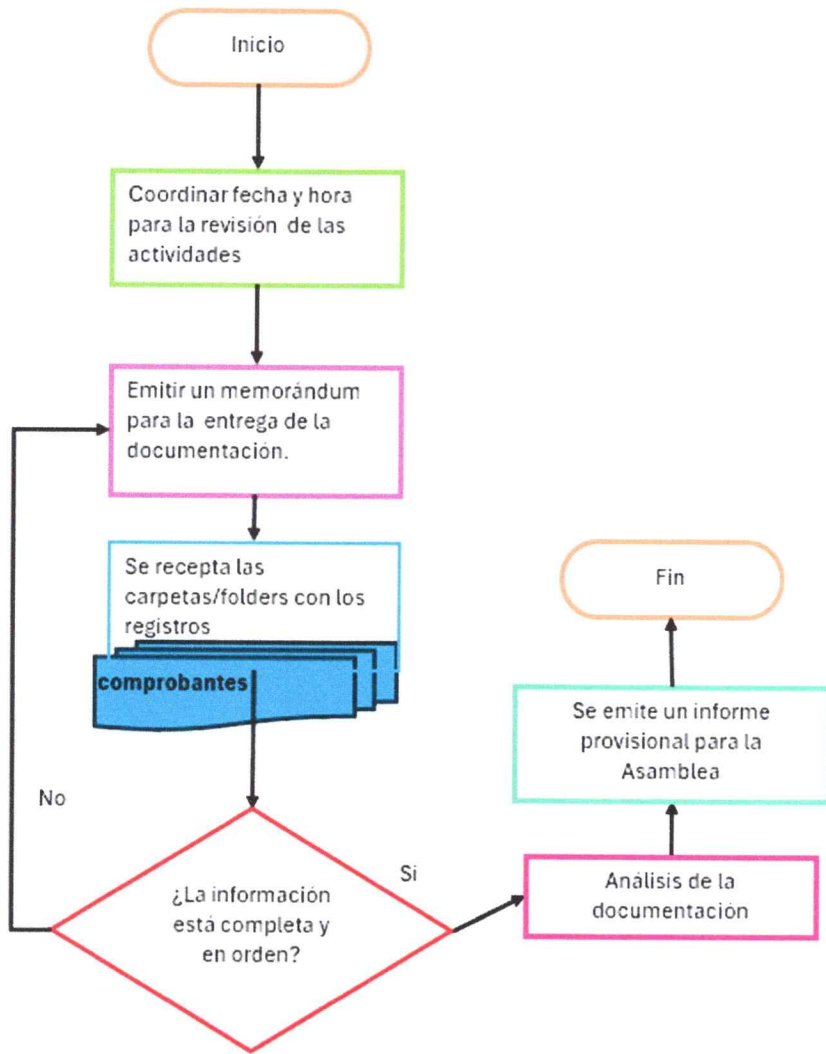 Inicio
Coordinar fecha y hora
para la revisión de las
actividades
Emitir un memorándum
para la entrega de la
documentación.
Se recepta las
carpetas/folders con los
registros
comprobantes
No
¿La información
está completa y
en orden?
Si
Análisis de la
documentación
Se emite un informe
provisional para la
Asamblea
Fin